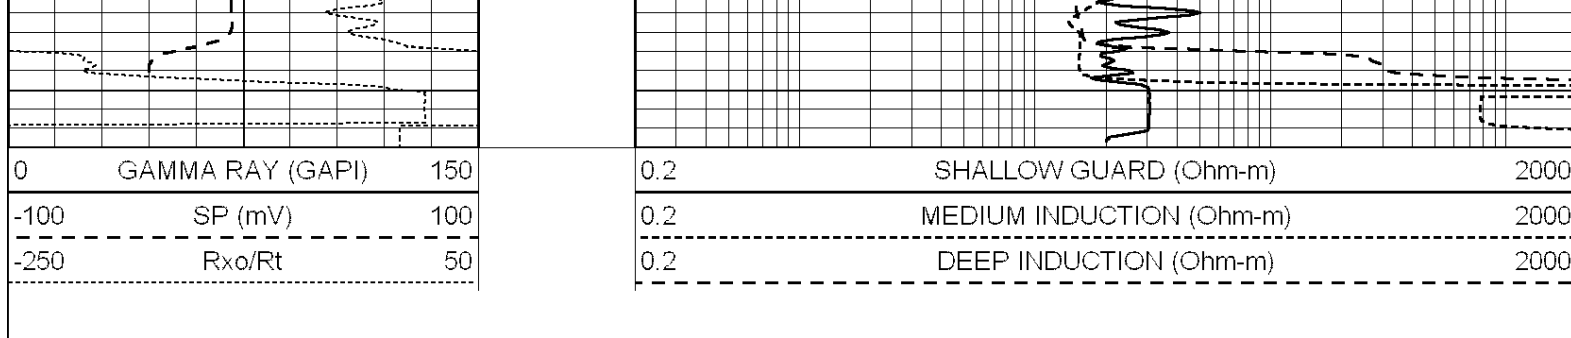 0 GAMMA RAY (GAPI) 150 0.2 SHALLOW GUARD (Ohm-m) 2000
-100 SP (mV) 100 0.2 MEDIUM INDUCTION (Ohm-m) 2000
-250 Rxo/Rt 50 0.2 DEEP INDUCTION (Ohm-m) 2000